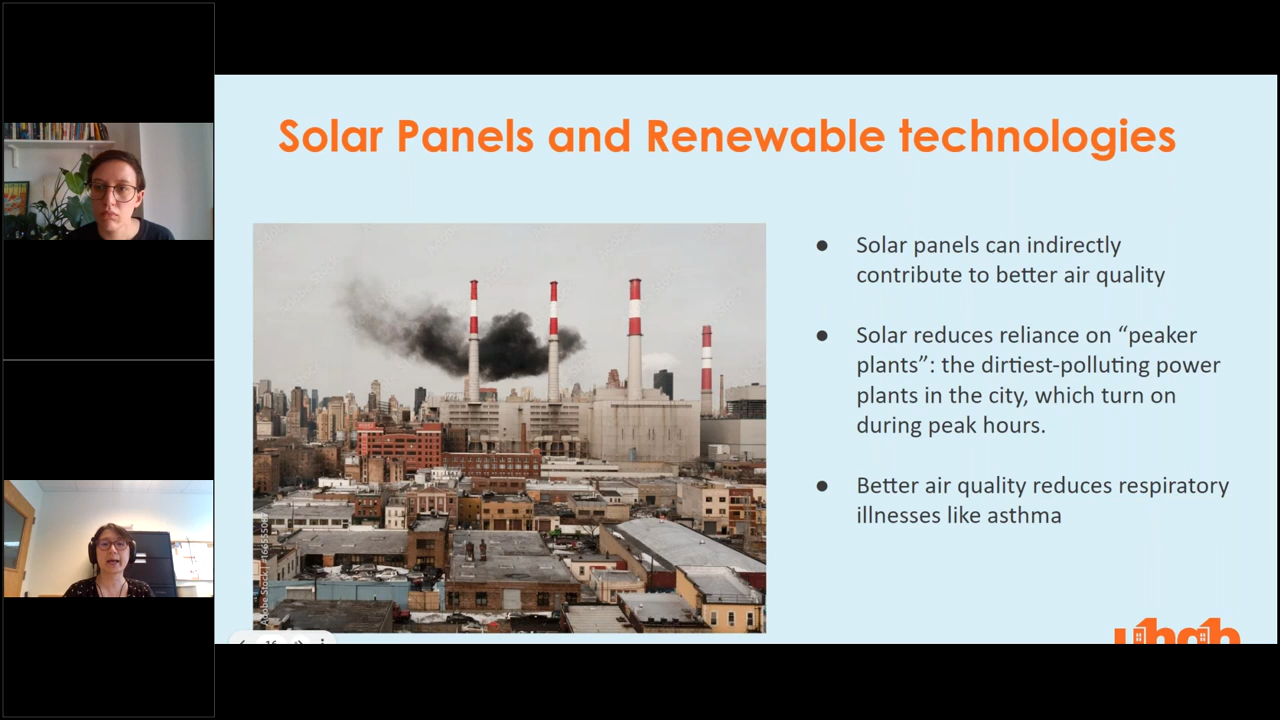 Solar Panels and Renewable technologies
● Solar panels can indirectly
contribute to better air quality
● Solar reduces reliance on “peaker
plants”: the dirtiest-polluting power
plants in the city, which turn on
during peak hours.
● Better air quality reduces respiratory
illnesses like asthma
uhab